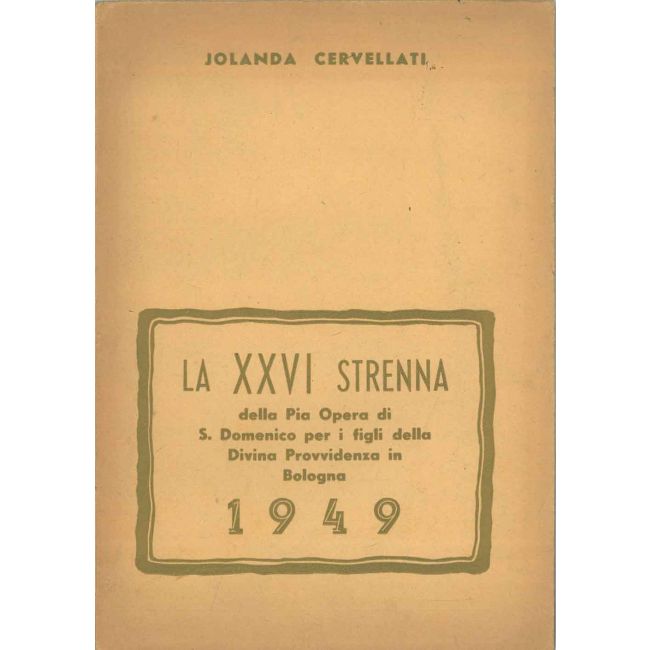 JOLANDA CERVELLATI
LA XXVI STRENNA
della Pia Opera di
S. Domenico per i figli della
Divina Provvidenza in
Bologna
1949